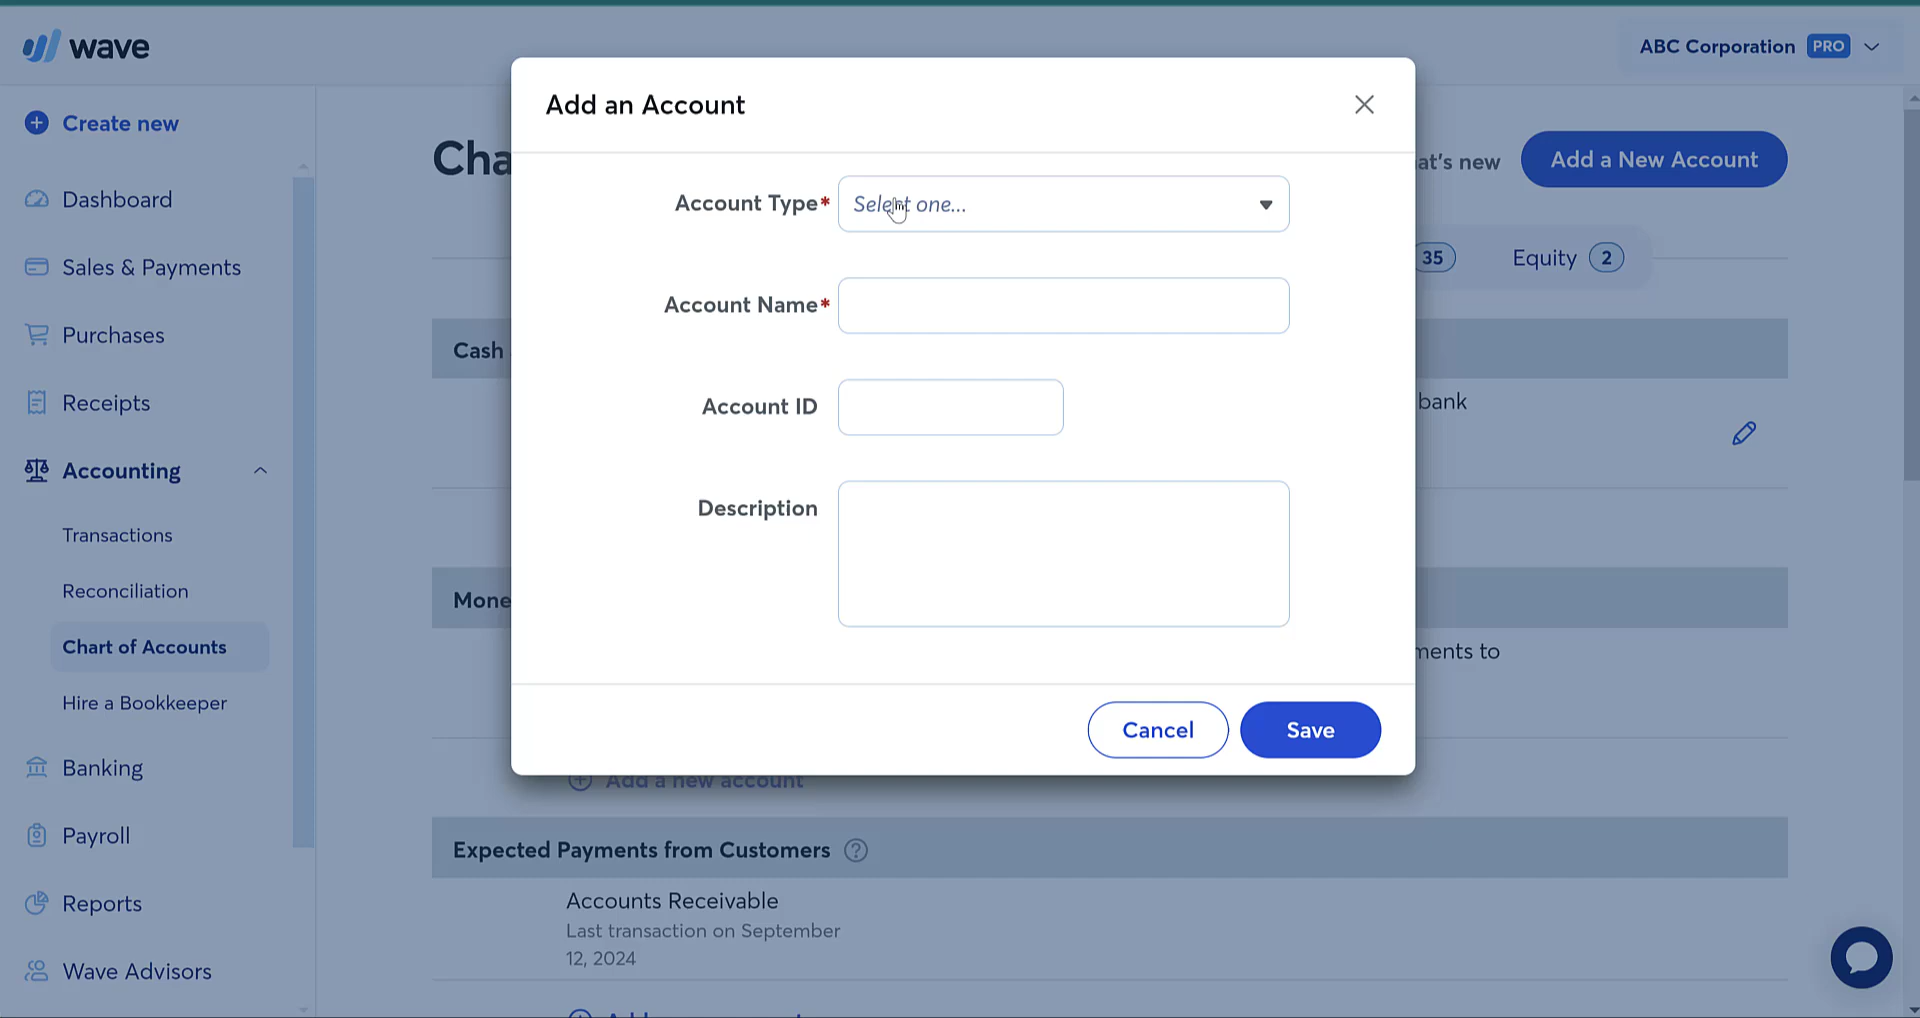 wave
ABC Corporation PRO
Create new
Dashboard
Sales & Payments
Purchases
Receipts
Accounting
Transactions
Reconciliation
Chart of Accounts
Hire a Bookkeeper
Banking
Payroll
Reports
Wave Advisors
Cha
at's new
Add a New Account
35
Equity 2
Cash
bank
Mone
ments to
Add a new account
Expected Payments from Customers ?
Accounts Receivable
Last transaction on September
12, 2024
Add an Account
Account Type*
Select one...
Account Name*
Account ID
Description
Cancel
Save